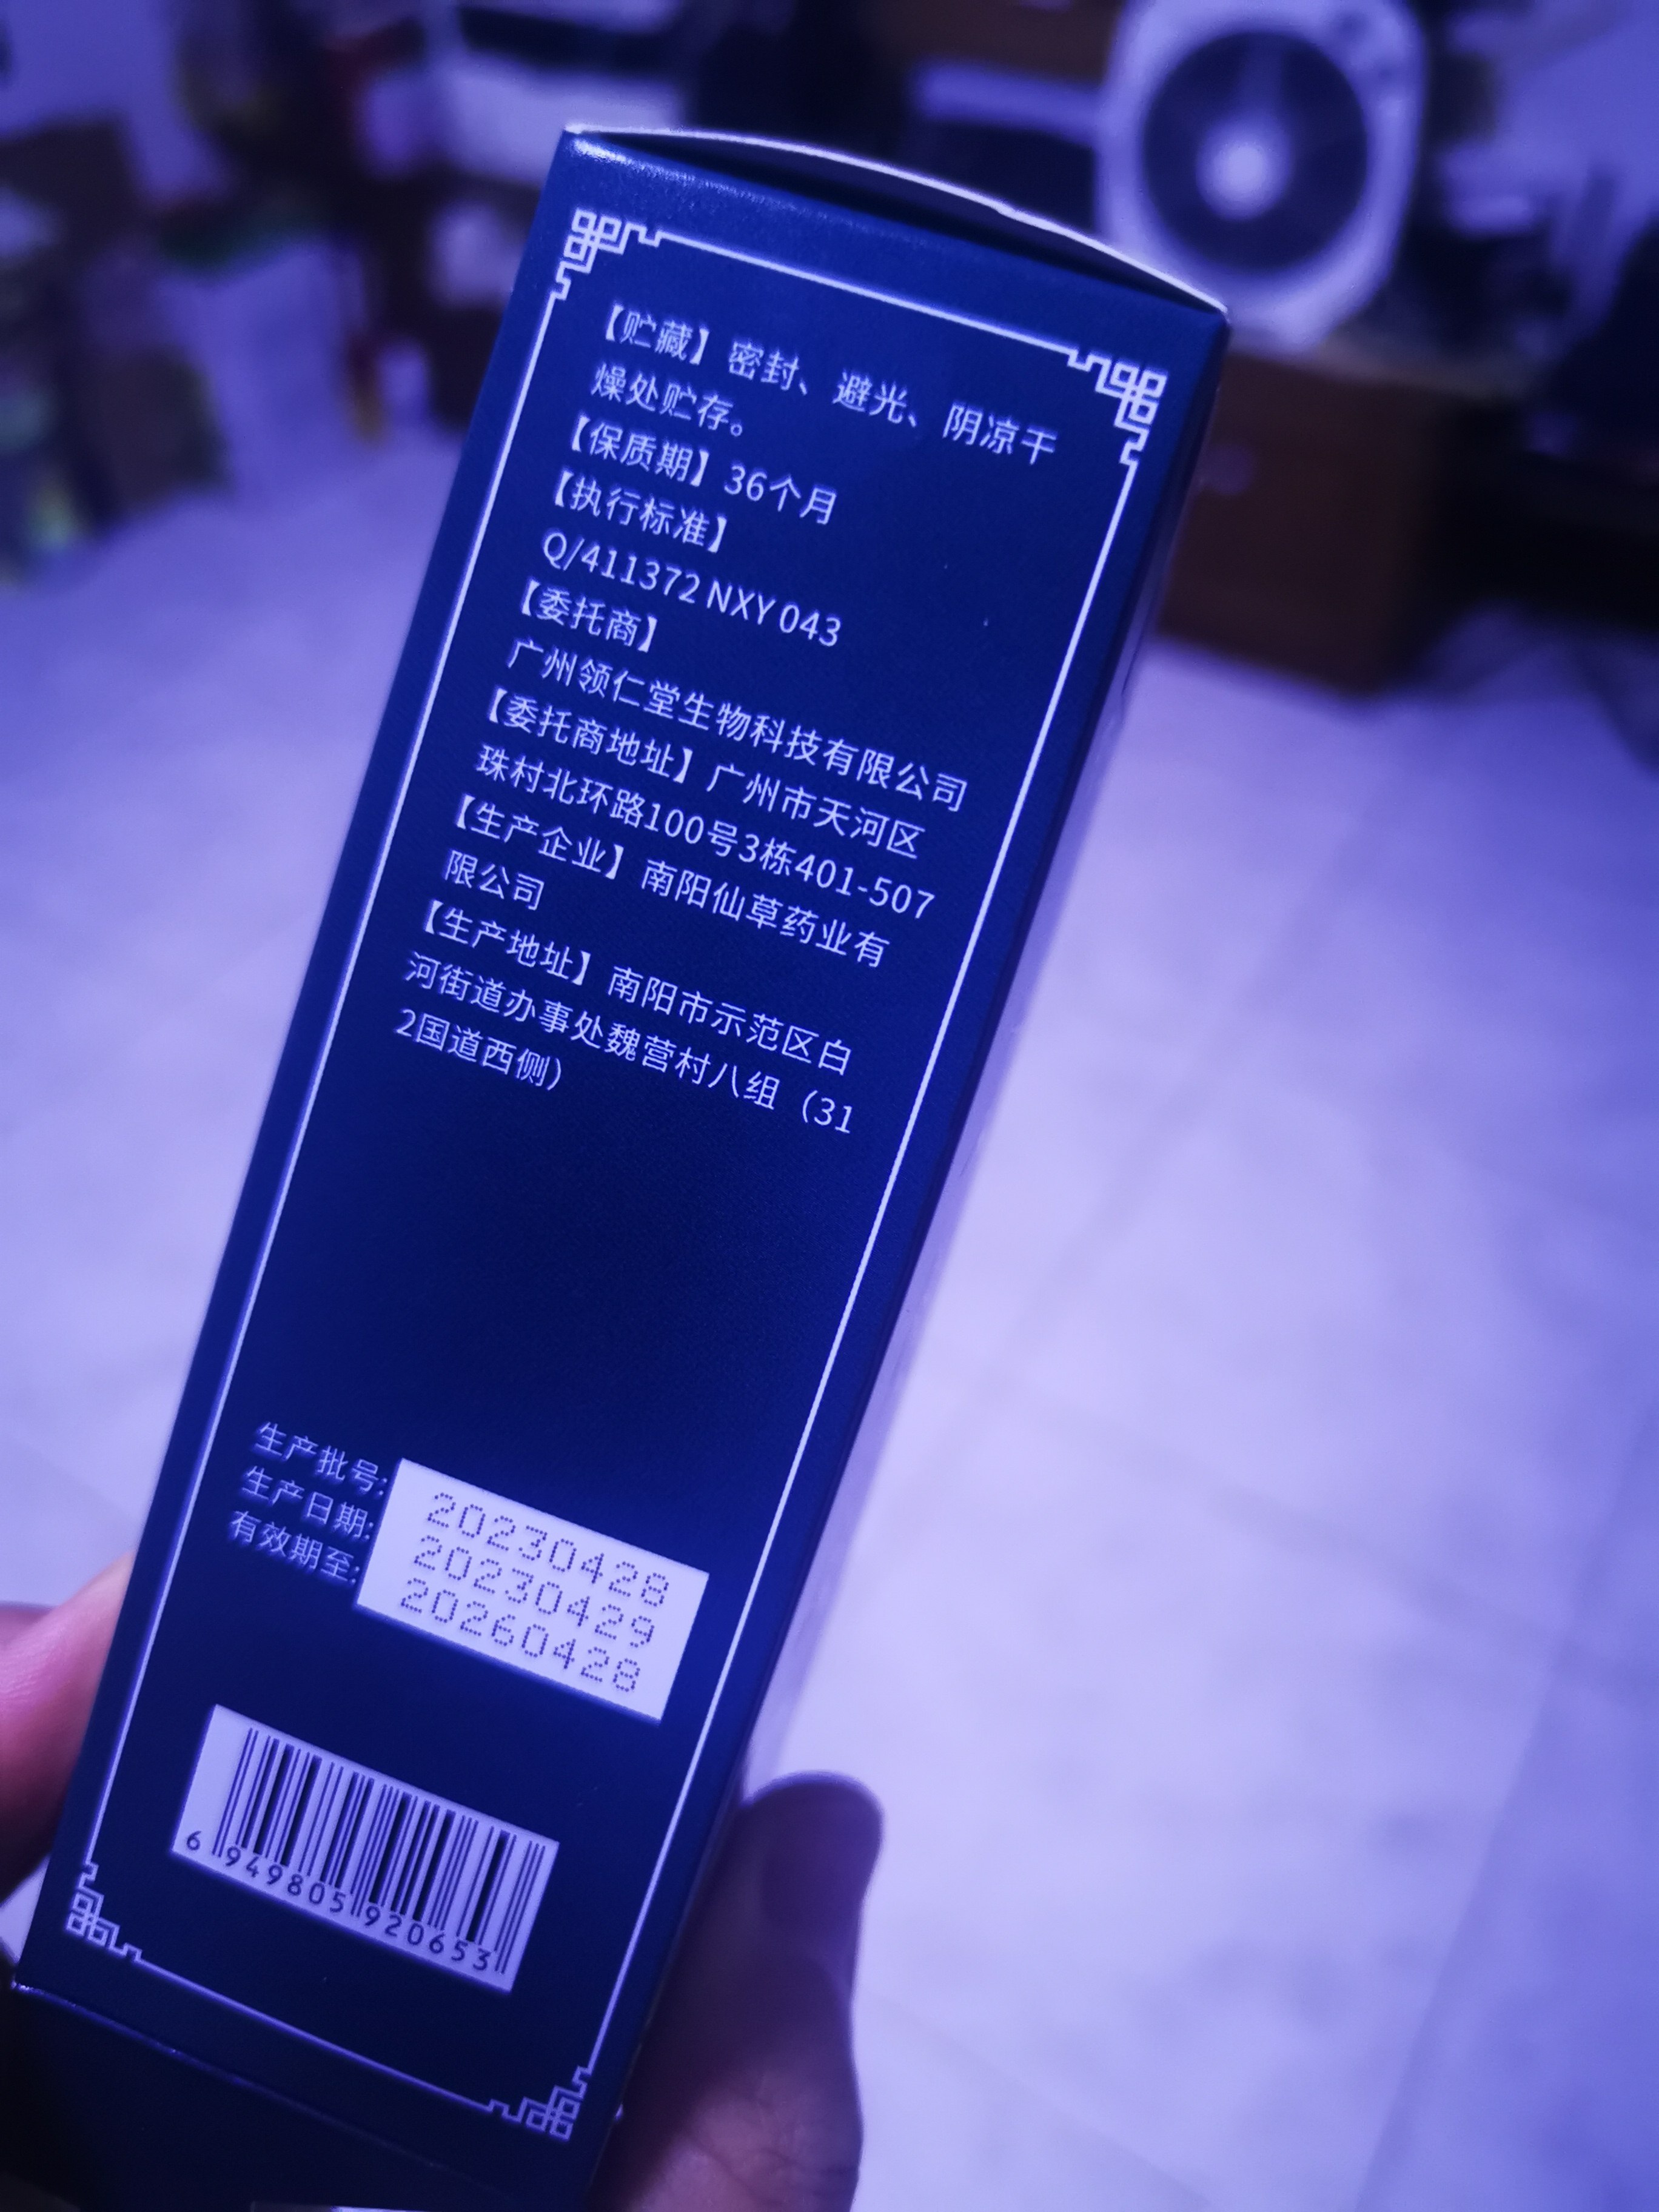 【贮藏】密封、避光、阴凉干
燥处贮存。
【保质期】36个月
【执行标准】
Q/411372 NXY 043
【委托商】
广州领仁堂生物科技有限公司
【委托商地址】广州市天河区
珠村北环路100号3栋401-507
【生产企业】南阳仙草药业有
限公司
【生产地址】南阳市示范区白
河街道办事处魏营村八组（31
2国道西侧）
生产批号: 20230428
生产日期: 20230429
有效期至: 20260428
6 949805 920653